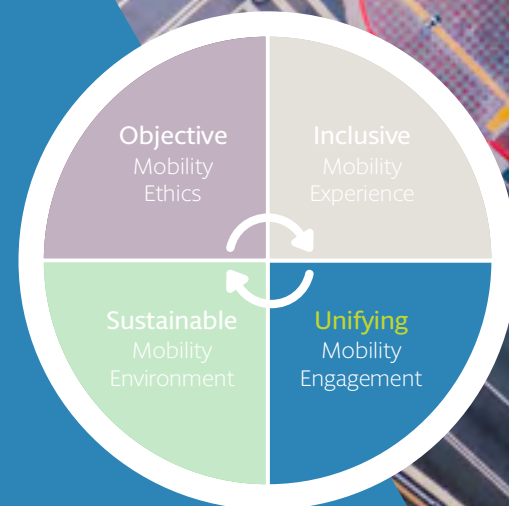 Objective
Mobility
Ethics
Inclusive
Mobility
Experience
Sustainable
Mobility
Environment
Unifying
Mobility
Engagement